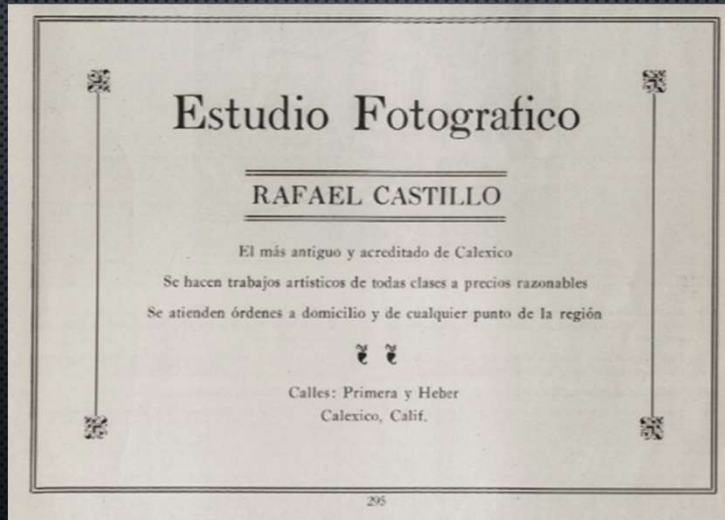 Estudio Fotografico
RAFAEL CASTILLO
El más antiguo y acreditado de Calexico
Se hacen trabajos artísticos de todas clases a precios razonables
Se atienden órdenes a domicilio y de cualquier punto de la región
Calles: Primera y Heber
Calexico, Calif.
295